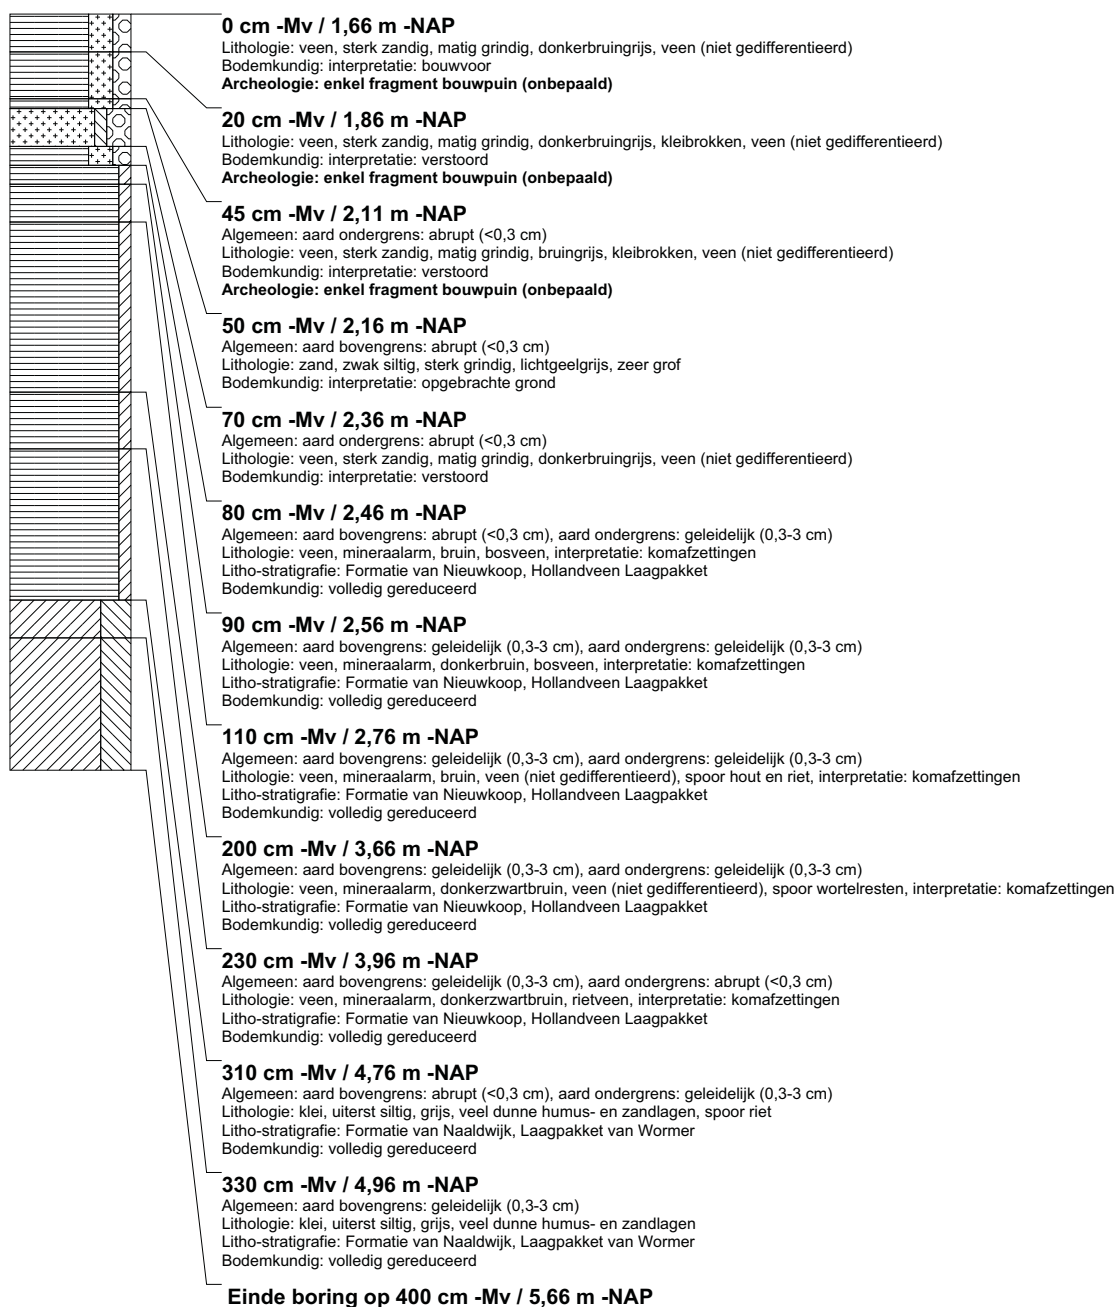 0 cm -Mv / 1,66 m -NAP
Lithologie: veen, sterk zandig, matig grindig, donkerbruingrijs, veen (niet gedifferentieerd)
Bodemkundig: interpretatie: bouwvoor
Archeologie: enkel fragment bouwpuin (onbepaald)
20 cm -Mv / 1,86 m -NAP
Lithologie: veen, sterk zandig, matig grindig, donkerbruingrijs, kleibrokken, veen (niet gedifferentieerd)
Bodemkundig: interpretatie: verstoord
Archeologie: enkel fragment bouwpuin (onbepaald)
45 cm -Mv / 2,11 m -NAP
Algemeen: aard ondergrens: abrupt (<0,3 cm)
Lithologie: veen, sterk zandig, matig grindig, bruingrijs, kleibrokken, veen (niet gedifferentieerd)
Bodemkundig: interpretatie: verstoord
Archeologie: enkel fragment bouwpuin (onbepaald)
50 cm -Mv / 2,16 m -NAP
Algemeen: aard bovengrens: abrupt (<0,3 cm)
Lithologie: zand, zwak siltig, sterk grindig, lichtgeelgrijs, zeer grof
Bodemkundig: interpretatie: opgebrachte grond
70 cm -Mv / 2,36 m -NAP
Algemeen: aard ondergrens: abrupt (<0,3 cm)
Lithologie: veen, sterk zandig, matig grindig, donkerbruingrijs, veen (niet gedifferentieerd)
Bodemkundig: interpretatie: verstoord
80 cm -Mv / 2,46 m -NAP
Algemeen: aard bovengrens: abrupt (<0,3 cm), aard ondergrens: geleidelijk (0,3-3 cm)
Lithologie: veen, mineraalarm, bruin, bosveen, interpretatie: komafzettingen
Litho-stratigrafie: Formatie van Nieuwkoop, Hollandveen Laagpakket
Bodemkundig: volledig gereduceerd
90 cm -Mv / 2,56 m -NAP
Algemeen: aard bovengrens: geleidelijk (0,3-3 cm), aard ondergrens: geleidelijk (0,3-3 cm)
Lithologie: veen, mineraalarm, donkerbruin, bosveen, interpretatie: komafzettingen
Litho-stratigrafie: Formatie van Nieuwkoop, Hollandveen Laagpakket
Bodemkundig: volledig gereduceerd
110 cm -Mv / 2,76 m -NAP
Algemeen: aard bovengrens: geleidelijk (0,3-3 cm), aard ondergrens: geleidelijk (0,3-3 cm)
Lithologie: veen, mineraalarm, bruin, veen (niet gedifferentieerd), spoor hout en riet, interpretatie: komafzettingen
Litho-stratigrafie: Formatie van Nieuwkoop, Hollandveen Laagpakket
Bodemkundig: volledig gereduceerd
200 cm -Mv / 3,66 m -NAP
Algemeen: aard bovengrens: geleidelijk (0,3-3 cm), aard ondergrens: geleidelijk (0,3-3 cm)
Lithologie: veen, mineraalarm, donkerzwartbruin, veen (niet gedifferentieerd), spoor wortelresten, interpretatie: komafzettingen
Litho-stratigrafie: Formatie van Nieuwkoop, Hollandveen Laagpakket
Bodemkundig: volledig gereduceerd
230 cm -Mv / 3,96 m -NAP
Algemeen: aard bovengrens: geleidelijk (0,3-3 cm), aard ondergrens: abrupt (<0,3 cm)
Lithologie: veen, mineraalarm, donkerzwartbruin, rietveen, interpretatie: komafzettingen
Litho-stratigrafie: Formatie van Nieuwkoop, Hollandveen Laagpakket
Bodemkundig: volledig gereduceerd
310 cm -Mv / 4,76 m -NAP
Algemeen: aard bovengrens: abrupt (<0,3 cm), aard ondergrens: geleidelijk (0,3-3 cm)
Lithologie: klei, uiterst siltig, grijs, veel dunne humus- en zandlagen, spoor riet
Litho-stratigrafie: Formatie van Naaldwijk, Laagpakket van Wormer
Bodemkundig: volledig gereduceerd
330 cm -Mv / 4,96 m -NAP
Algemeen: aard bovengrens: geleidelijk (0,3-3 cm)
Lithologie: klei, uiterst siltig, grijs, veel dunne humus- en zandlagen
Litho-stratigrafie: Formatie van Naaldwijk, Laagpakket van Wormer
Bodemkundig: volledig gereduceerd
Einde boring op 400 cm -Mv / 5,66 m -NAP